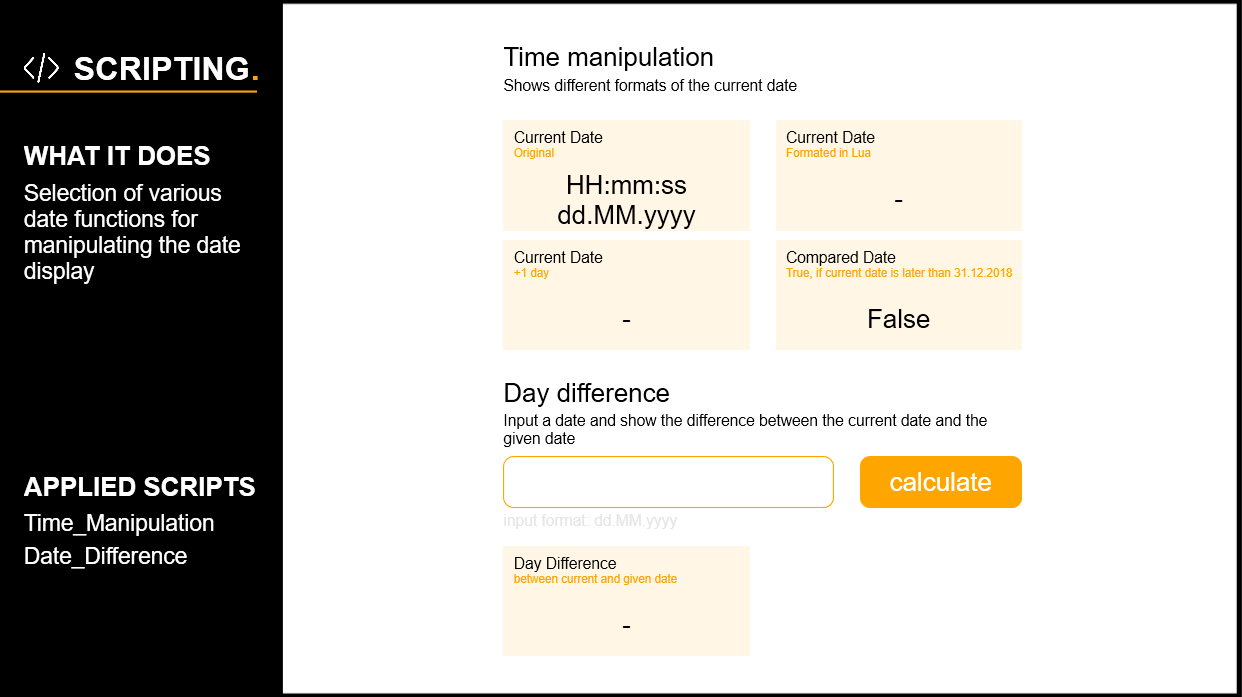 </> SCRIPTING.
WHAT IT DOES
Selection of various
date functions for
manipulating the date
display
APPLIED SCRIPTS
Time_Manipulation
Date_Difference
Time manipulation
Shows different formats of the current date
Current Date
Original
HH:mm:ss
dd.MM.yyyy
Current Date
Formated in Lua
-
Current Date
+1 day
-
Compared Date
True, if current date is later than 31.12.2018
False
Day difference
Input a date and show the difference between the current date and the
given date
calculate
input format: dd.MM.yyyy
Day Difference
between current and given date
-